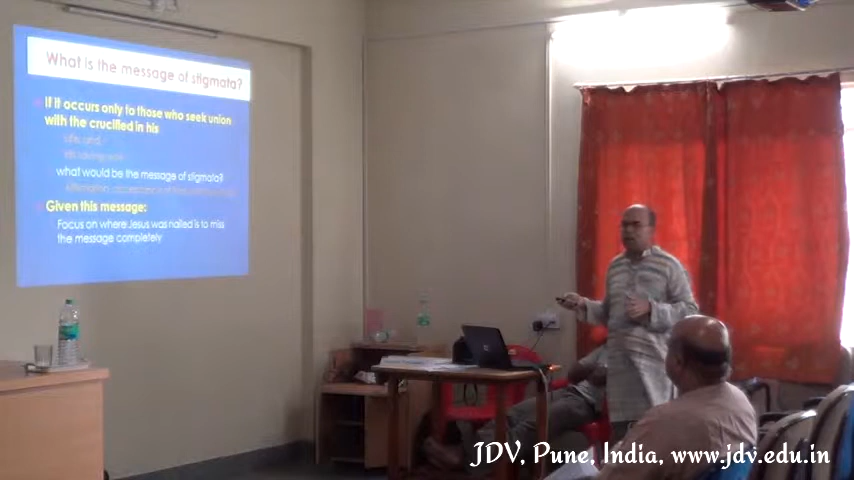 What is the message of stigmata?
If it occurs only to those who seek union
with the crucified in his
what would be the message of stigmata?
Given this message:
Focus on where Jesus was nailed is to miss
the message completely
JDV, Pune, India, www.jdv.edu.in